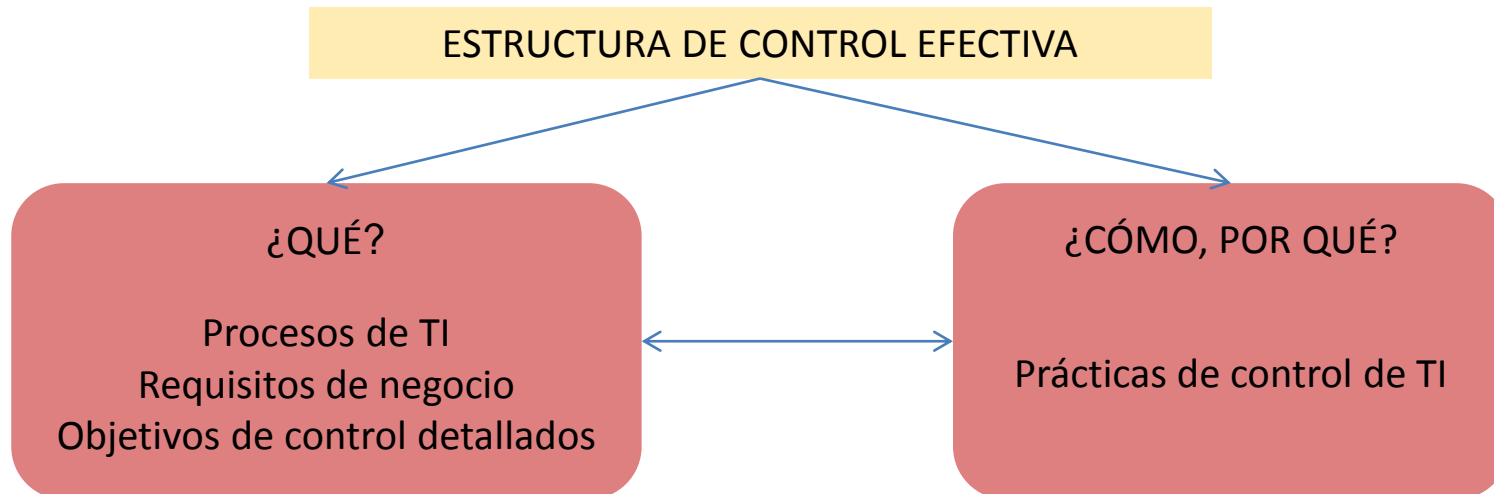 ESTRUCTURA DE CONTROL EFECTIVA
¿QUÉ?
Procesos de TI
Requisitos de negocio
Objetivos de control detallados
¿CÓMO, POR QUÉ?
Prácticas de control de TI